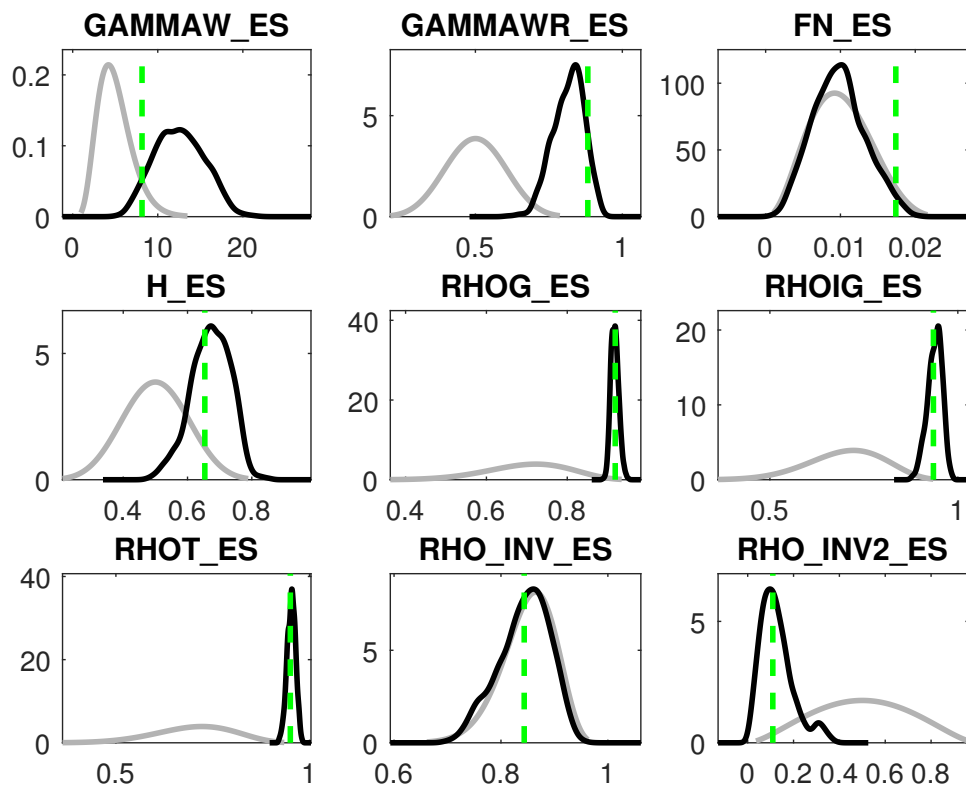 GAMMAW_ES
GAMMAWR_ES
FN_ES
0.2
0.1
0
0 10 20
5
0
0.5 1
100
50
0
0 0.01 0.02
H_ES
RHOG_ES
RHOIG_ES
5
0
0.4 0.6 0.8
40
20
0
0.4 0.6 0.8
20
10
0
0.5 1
RHOT_ES
RHO_INV_ES
RHO_INV2_ES
40
20
0
0.5 1
5
0
0.6 0.8 1
5
0
0 0.2 0.4 0.6 0.8